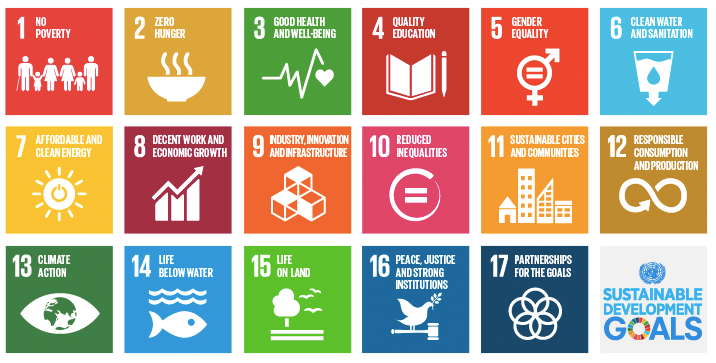 1 NO
POVERTY
2 ZERO
HUNGER
3 GOOD HEALTH
AND WELL-BEING
4 QUALITY
EDUCATION
5 GENDER
EQUALITY
6 CLEAN WATER
AND SANITATION
7 AFFORDABLE AND
CLEAN ENERGY
8 DECENT WORK AND
ECONOMIC GROWTH
9 INDUSTRY, INNOVATION
AND INFRASTRUCTURE
10 REDUCED
INEQUALITIES
11 SUSTAINABLE CITIES
AND COMMUNITIES
12 RESPONSIBLE
CONSUMPTION
AND PRODUCTION
13 CLIMATE
ACTION
14 LIFE
BELOW WATER
15 LIFE
ON LAND
16 PEACE, JUSTICE
AND STRONG
INSTITUTIONS
17 PARTNERSHIPS
FOR THE GOALS
SUSTAINABLE
DEVELOPMENT
GOALS